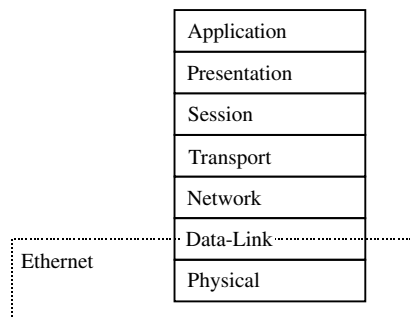 Application
Presentation
Session
Transport
Network
Data-Link
Ethernet
Physical